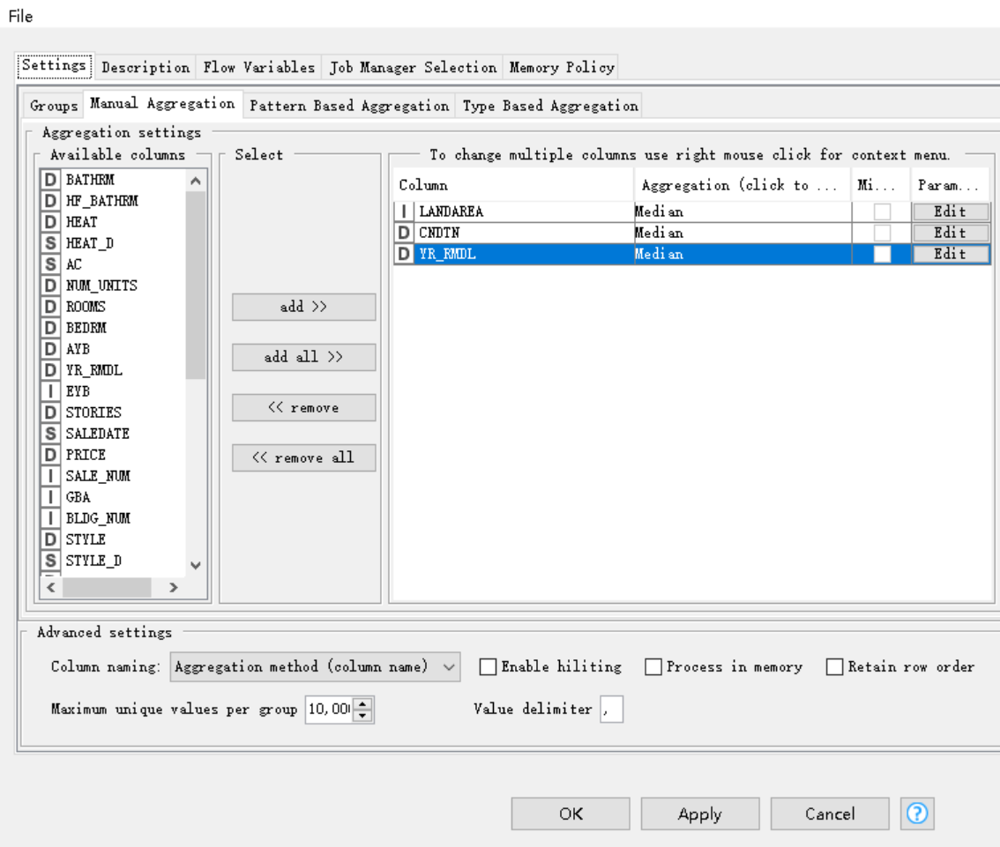 File
Settings Description Flow Variables Job Manager Selection Memory Policy
Groups Manual Aggregation Pattern Based Aggregation Type Based Aggregation
Aggregation settings
Available columns
D BATHRM
D HF_BATHRM
D HEAT
S HEAT_D
S AC
D NUM_UNITS
D ROOMS
D BEDRM
D AYB
D YR_RMDL
I EYB
D STORIES
S SALEDATE
D PRICE
I SALE_NUM
I GBA
I BLDG_NUM
D STYLE
S STYLE_D
Select
add >>
add all >>
<< remove
<< remove all
To change multiple columns use right mouse click for context menu.
Column Aggregation (click to ... Mi... Param...
I LANDAREA Median Edit
D CNDTN Median Edit
D YR_RMDL Median Edit
Advanced settings
Column naming: Aggregation method (column name) Enable hiliting Process in memory Retain row order
Maximum unique values per group 10,00 Value delimiter ,
OK Apply Cancel ?